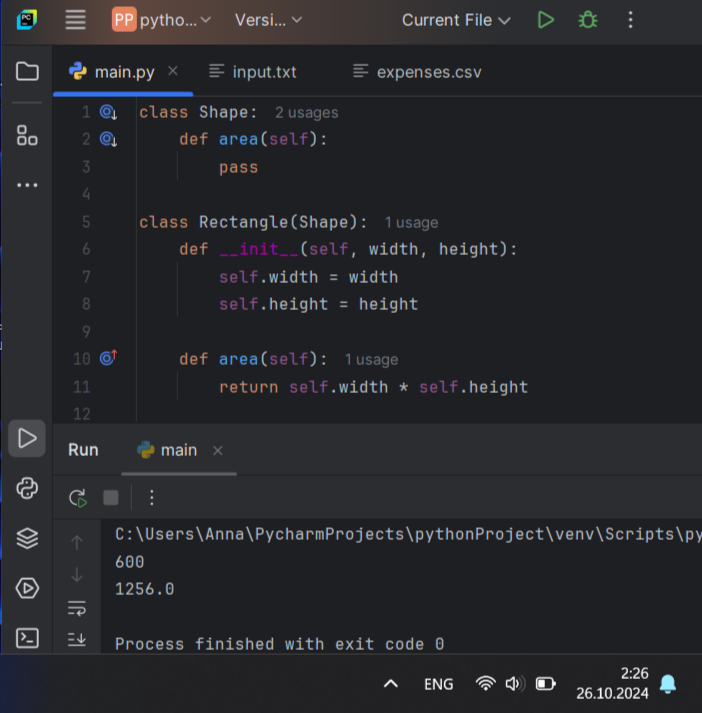 PC
PP pytho... Versi... Current File
main.py input.txt expenses.csv
1 class Shape: 2 usages
2 def area(self):
3 pass
4
5 class Rectangle(Shape): 1 usage
6 def __init__(self, width, height):
7 self.width = width
8 self.height = height
9
10 def area(self): 1 usage
11 return self.width * self.height
12
Run main
C:\Users\Anna\PycharmProjects\pythonProject\venv\Scripts\py
600
1256.0
Process finished with exit code 0
ENG 2:26
26.10.2024